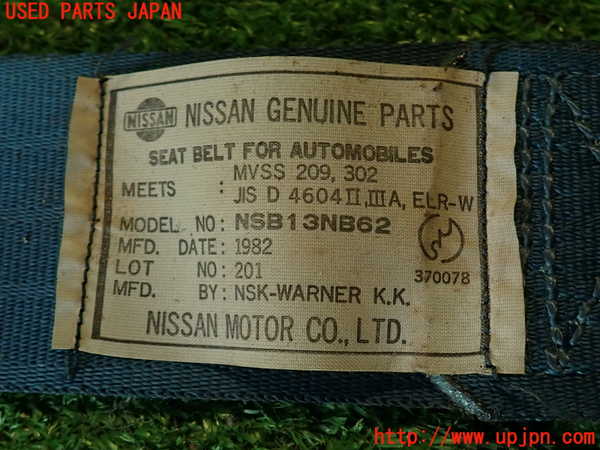 USED PARTS JAPAN
NISSAN
NISSAN GENUINE PARTS
SEAT BELT FOR AUTOMOBILES
MEETS : MVSS 209, 302
JIS D 4604 II, III A, ELR-W
MODEL NO: NSB13NB62
MFD. DATE: 1982
LOT NO: 201
370078
MFD. BY: NSK-WARNER K.K.
NISSAN MOTOR CO., LTD.
http://www.upjpn.com/